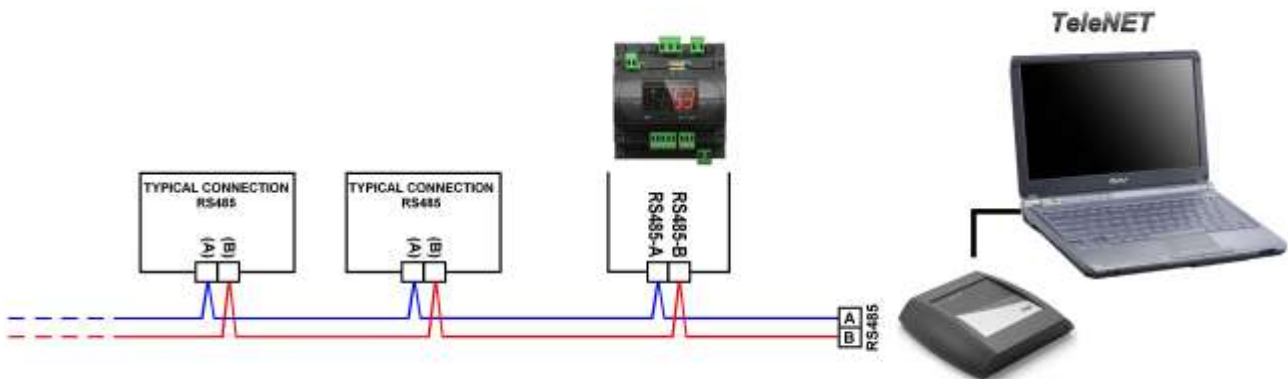 TeleNET
TYPICAL CONNECTION
RS485
(A)
(B)
TYPICAL CONNECTION
RS485
(A)
(B)
RS485-A
RS485-B
A
B
RS485